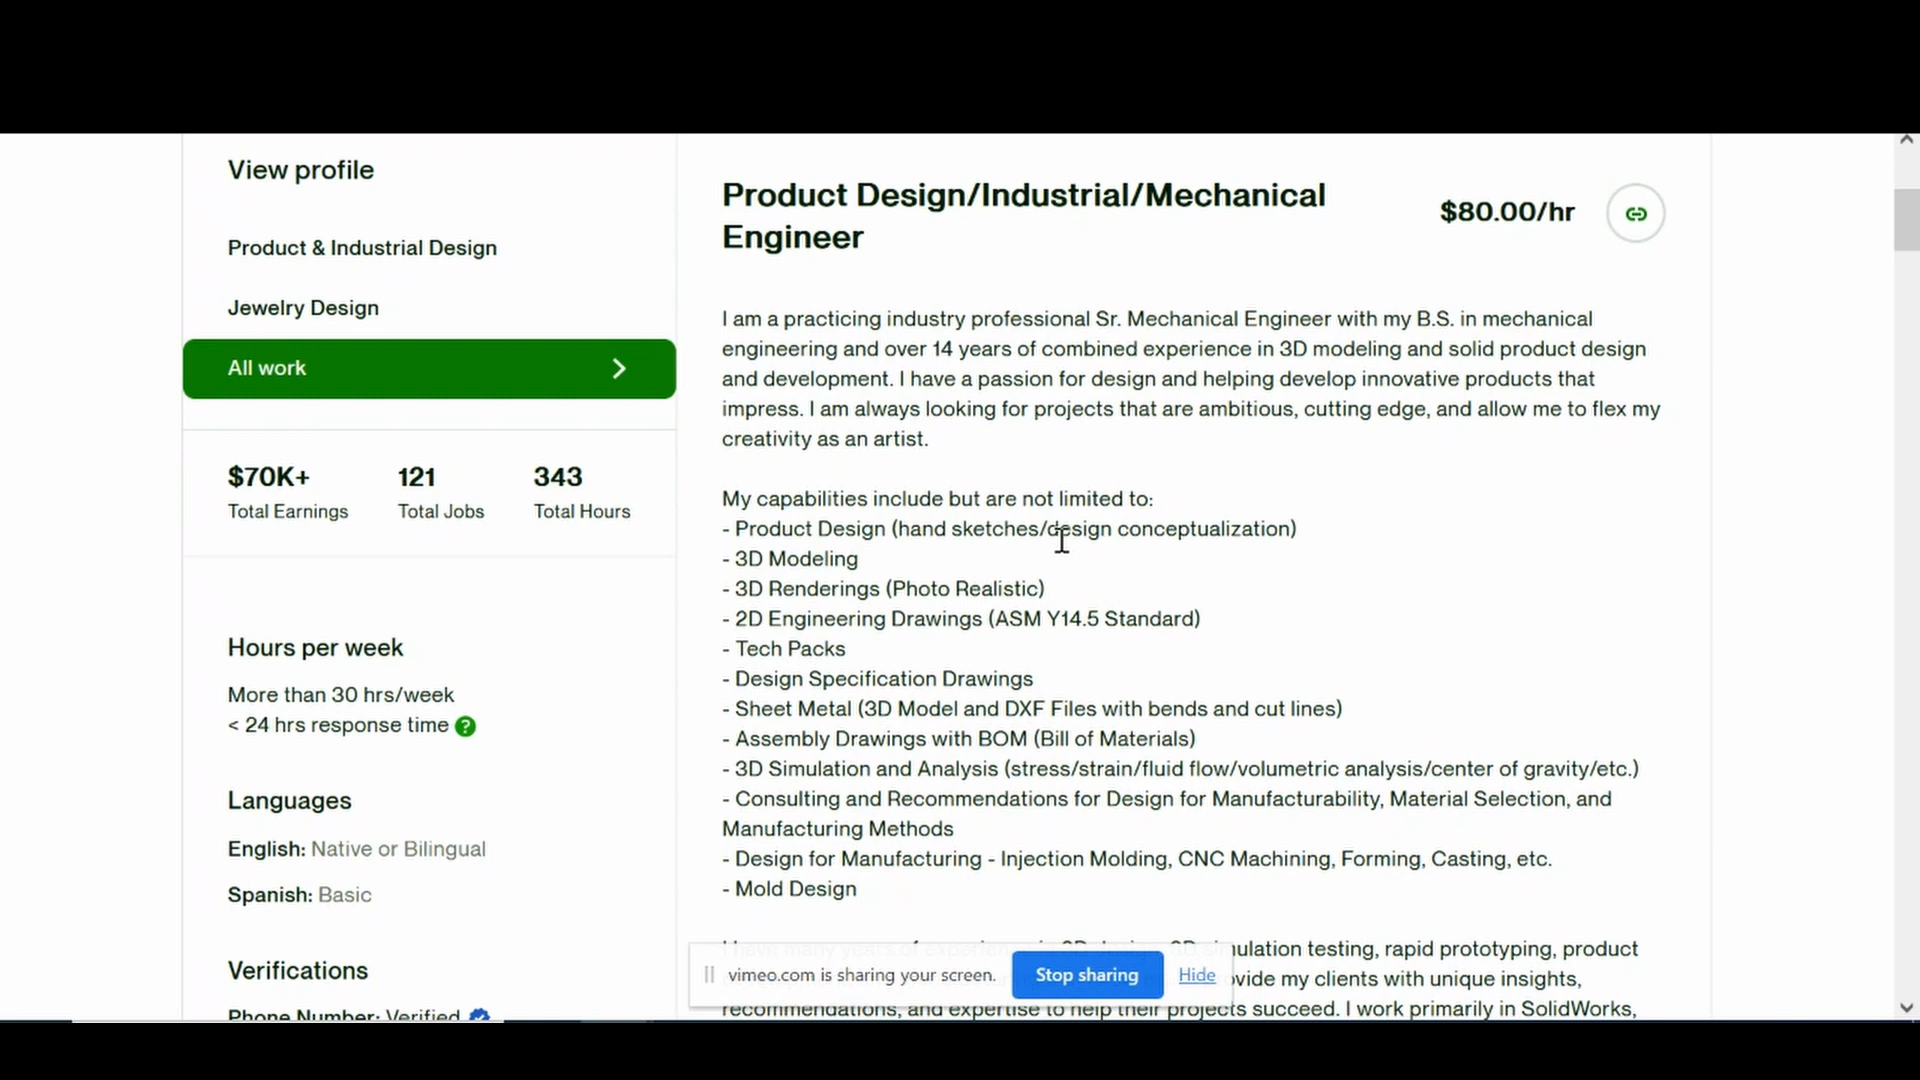 View profile
Product & Industrial Design
Jewelry Design
All work
$70K+
121
343
Total Earnings
Total Jobs
Total Hours
Hours per week
More than 30 hrs/week
< 24 hrs response time ?
Languages
English: Native or Bilingual
Spanish: Basic
Verifications
Phone Number: Verified
Product Design/Industrial/Mechanical
Engineer
$80.00/hr
I am a practicing industry professional Sr. Mechanical Engineer with my B.S. in mechanical
engineering and over 14 years of combined experience in 3D modeling and solid product design
and development. I have a passion for design and helping develop innovative products that
impress. I am always looking for projects that are ambitious, cutting edge, and allow me to flex my
creativity as an artist.
My capabilities include but are not limited to:
- Product Design (hand sketches/design conceptualization)
- 3D Modeling
- 3D Renderings (Photo Realistic)
- 2D Engineering Drawings (ASM Y14.5 Standard)
- Tech Packs
- Design Specification Drawings
- Sheet Metal (3D Model and DXF Files with bends and cut lines)
- Assembly Drawings with BOM (Bill of Materials)
- 3D Simulation and Analysis (stress/strain/fluid flow/volumetric analysis/center of gravity/etc.)
- Consulting and Recommendations for Design for Manufacturability, Material Selection, and
Manufacturing Methods
- Design for Manufacturing - Injection Molding, CNC Machining, Forming, Casting, etc.
- Mold Design
I have many years of experience in 3D design, 3D simulation testing, rapid prototyping, product
provide my clients with unique insights,
recommendations, and expertise to help their projects succeed. I work primarily in SolidWorks,
vimeo.com is sharing your screen.
Stop sharing
Hide